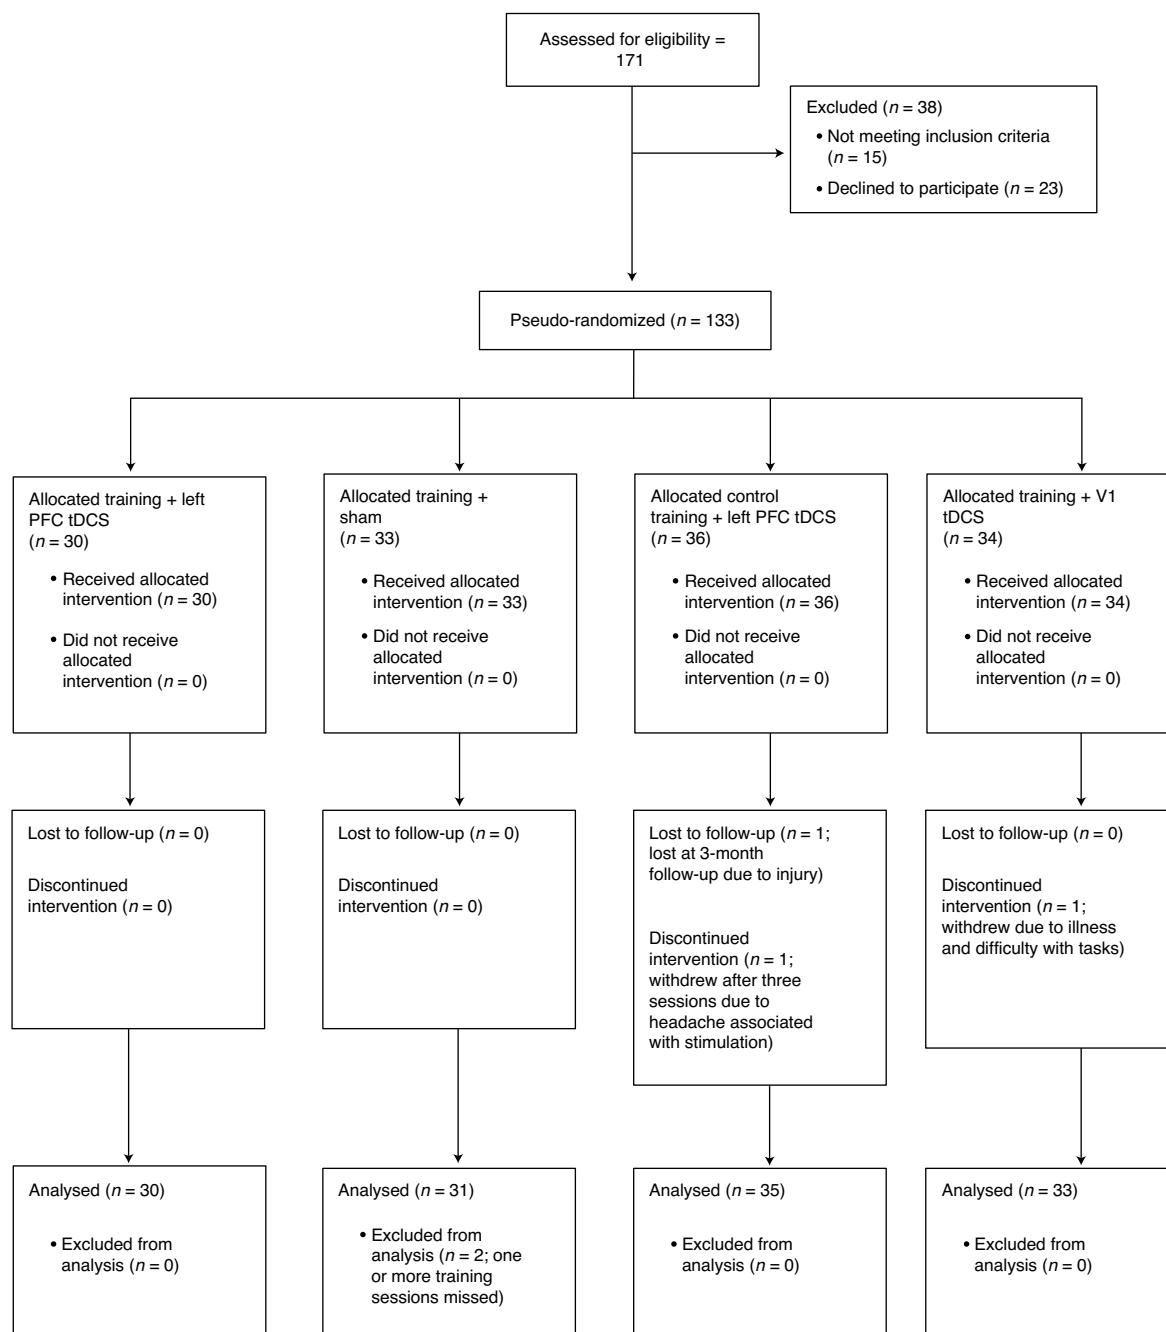 Assessed for eligibility =
171
Excluded (n = 38)
• Not meeting inclusion criteria
(n = 15)
• Declined to participate (n = 23)
Pseudo-randomized (n = 133)
Allocated training + left
PFC tDCS
(n = 30)
• Received allocated
intervention (n = 30)
• Did not receive
allocated
intervention (n = 0)
Allocated training +
sham
(n = 33)
• Received allocated
intervention (n = 33)
• Did not receive
allocated
intervention (n = 0)
Allocated control
training + left PFC tDCS
(n = 36)
• Received allocated
intervention (n = 36)
• Did not receive
allocated
intervention (n = 0)
Allocated training + V1
tDCS
(n = 34)
• Received allocated
intervention (n = 34)
• Did not receive
allocated
intervention (n = 0)
Lost to follow-up (n = 0)
Discontinued
intervention (n = 0)
Lost to follow-up (n = 0)
Discontinued
intervention (n = 0)
Lost to follow-up (n = 1;
lost at 3-month
follow-up due to injury)
Discontinued
intervention (n = 1;
withdrew after three
sessions due to
headache associated
with stimulation)
Lost to follow-up (n = 0)
Discontinued
intervention (n = 1;
withdrew due to illness
and difficulty with tasks)
Analysed (n = 30)
• Excluded from
analysis (n = 0)
Analysed (n = 31)
• Excluded from
analysis (n = 2; one
or more training
sessions missed)
Analysed (n = 35)
• Excluded from
analysis (n = 0)
Analysed (n = 33)
• Excluded from
analysis (n = 0)